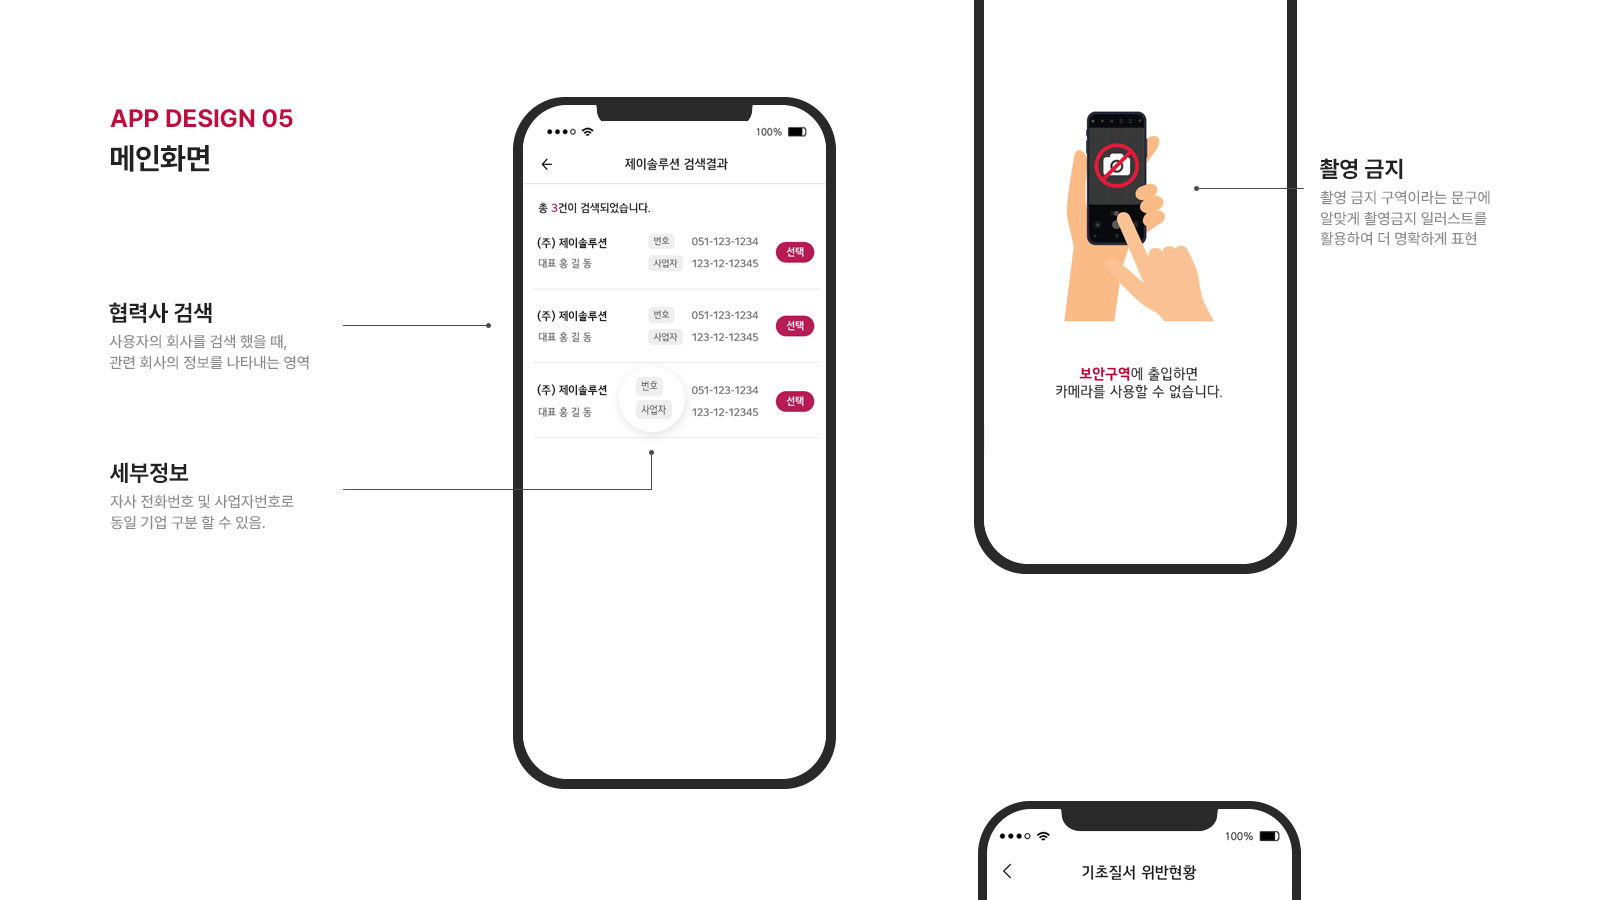 APP DESIGN 05
메인화면
협력사 검색
사용자의 회사를 검색 했을 때,
관련 회사의 정보를 나타내는 영역
세부정보
자사 전화번호 및 사업자번호로
동일 기업 구분 할 수 있음.
100%
제이솔루션 검색결과
총 3건이 검색되었습니다.
(주) 제이솔루션 번호 051-123-1234
대표 홍 길 동 사업자 123-12-12345
선택
(주) 제이솔루션 번호 051-123-1234
대표 홍 길 동 사업자 123-12-12345
선택
(주) 제이솔루션 번호 051-123-1234
대표 홍 길 동 사업자 123-12-12345
선택
보안구역에 출입하면
카메라를 사용할 수 없습니다.
촬영 금지
촬영 금지 구역이라는 문구에
알맞게 촬영금지 일러스트를
활용하여 더 명확하게 표현
100%
기초질서 위반현황